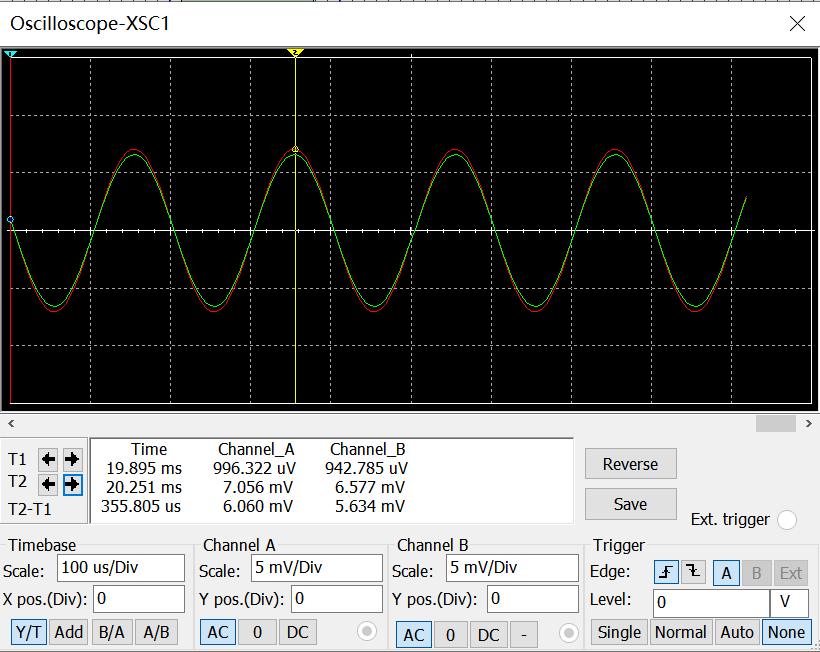 Oscilloscope-XSC1
1
2
Time Channel_A Channel_B
T1 19.895 ms 996.322 uV 942.785 uV
T2 20.251 ms 7.056 mV 6.577 mV
T2-T1 355.805 us 6.060 mV 5.634 mV
Reverse
Save
Ext. trigger
Timebase Channel A Channel B Trigger
Scale: 100 us/Div Scale: 5 mV/Div Scale: 5 mV/Div Edge: A B Ext
X pos.(Div): 0 Y pos.(Div): 0 Y pos.(Div): 0 Level: 0 V
Y/T Add B/A A/B AC 0 DC AC 0 DC - Single Normal Auto None